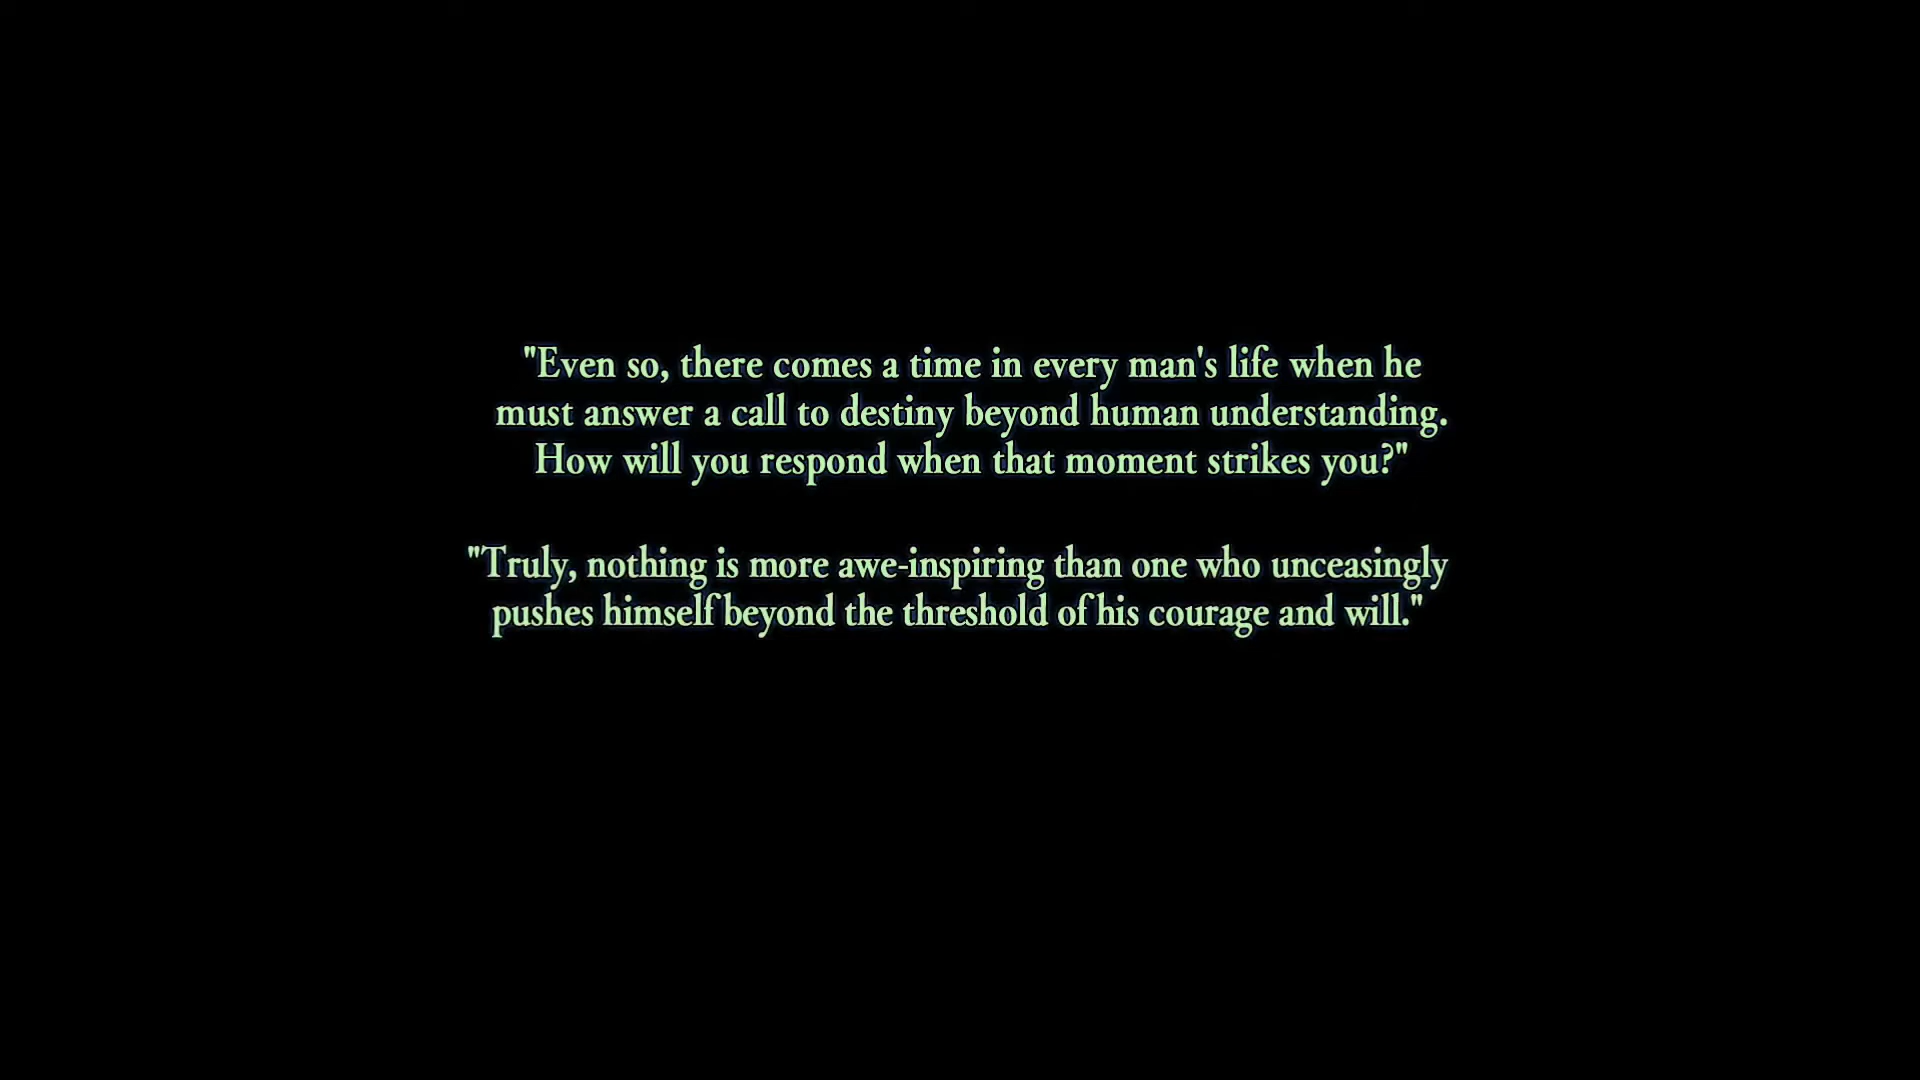 "Even so, there comes a time in every man's life when he
must answer a call to destiny beyond human understanding.
How will you respond when that moment strikes you?"
"Truly, nothing is more awe-inspiring than one who unceasingly
pushes himself beyond the threshold of his courage and will."